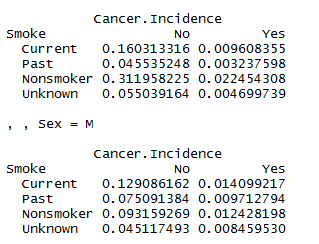 Cancer.Incidence
Smoke No Yes
Current 0.160313316 0.009608355
Past 0.045535248 0.003237598
Nonsmoker 0.311958225 0.022454308
Unknown 0.055039164 0.004699739
, , Sex = M
Cancer.Incidence
Smoke No Yes
Current 0.129086162 0.014099217
Past 0.075091384 0.009712794
Nonsmoker 0.093159269 0.012428198
Unknown 0.045117493 0.008459530